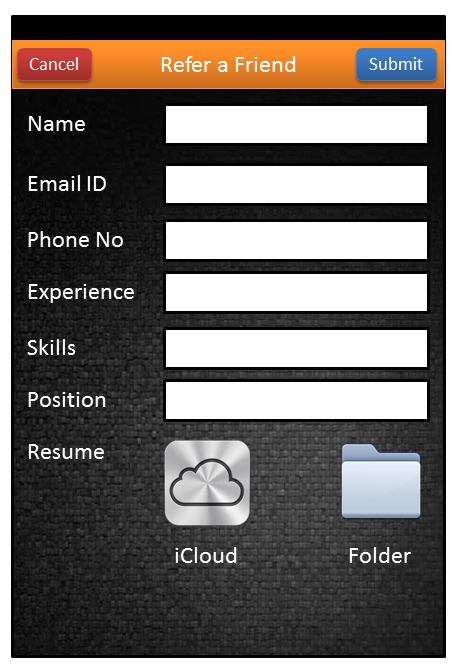 Cancel Refer a Friend Submit
Name
Email ID
Phone No
Experience
Skills
Position
Resume
iCloud Folder